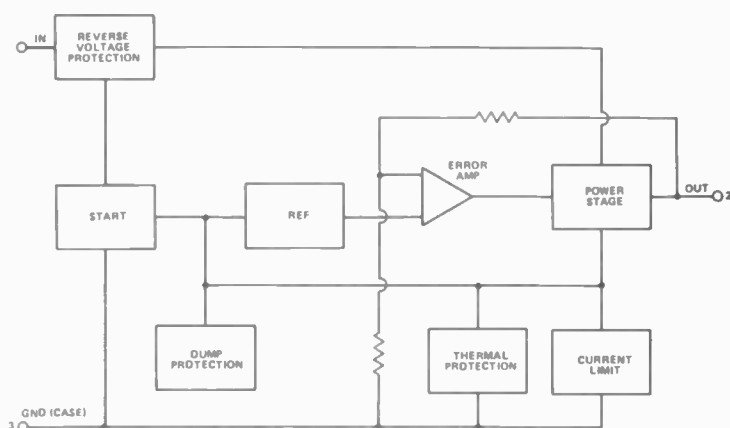 IN
REVERSE
VOLTAGE
PROTECTION
ERROR
AMP
START
REF
POWER
STAGE
OUT
2
DUMP
PROTECTION
THERMAL
PROTECTION
CURRENT
LIMIT
GND (CASE)
3